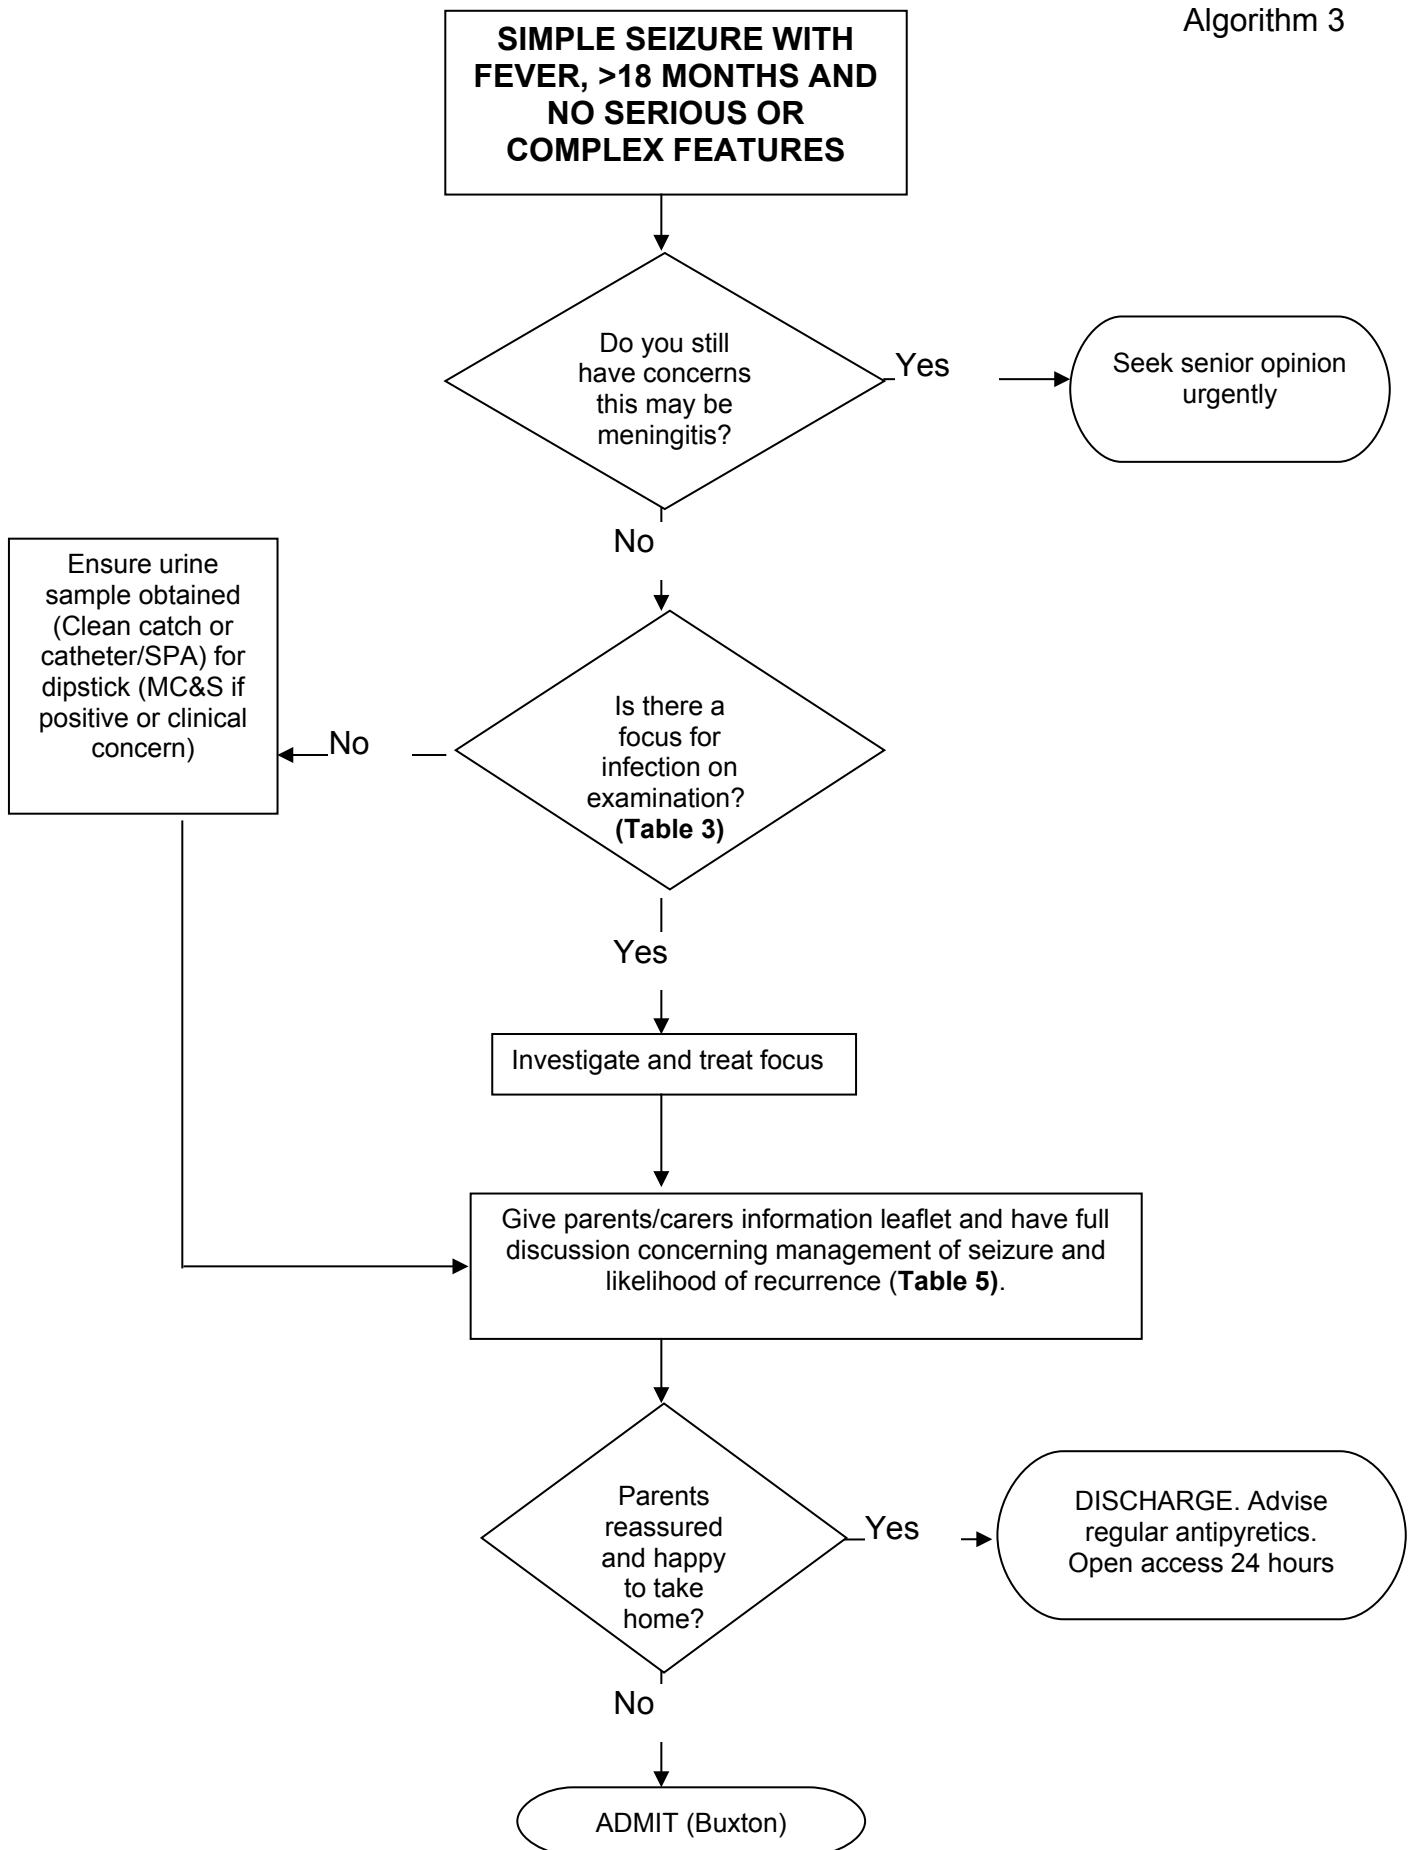 Algorithm 3
SIMPLE SEIZURE WITH
FEVER, >18 MONTHS AND
NO SERIOUS OR
COMPLEX FEATURES
Do you still
have concerns
this may be
meningitis?
Yes
Seek senior opinion
urgently
No
Ensure urine
sample obtained
(Clean catch or
catheter/SPA) for
dipstick (MC&S if
positive or clinical
concern)
No
Is there a
focus for
infection on
examination?
(Table 3)
Yes
Investigate and treat focus
Give parents/carers information leaflet and have full
discussion concerning management of seizure and
likelihood of recurrence (Table 5).
Parents
reassured
and happy
to take
home?
Yes
DISCHARGE. Advise
regular antipyretics.
Open access 24 hours
No
ADMIT (Buxton)